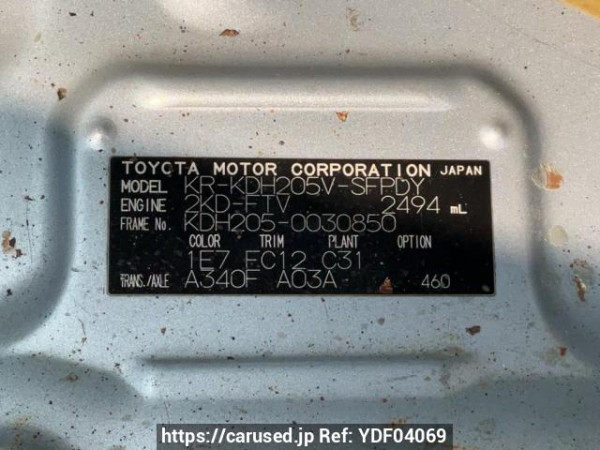 TOYOTA MOTOR CORPORATION JAPAN
MODEL KR-KDH205V-SFPDY
ENGINE 2KD-FTV 2494 mL
FRAME No. KDH205-0030850
COLOR TRIM PLANT OPTION
1E7 FC12 C31
TRANS./AXLE A340F A03A 460
https://carused.jp Ref: YDF04069